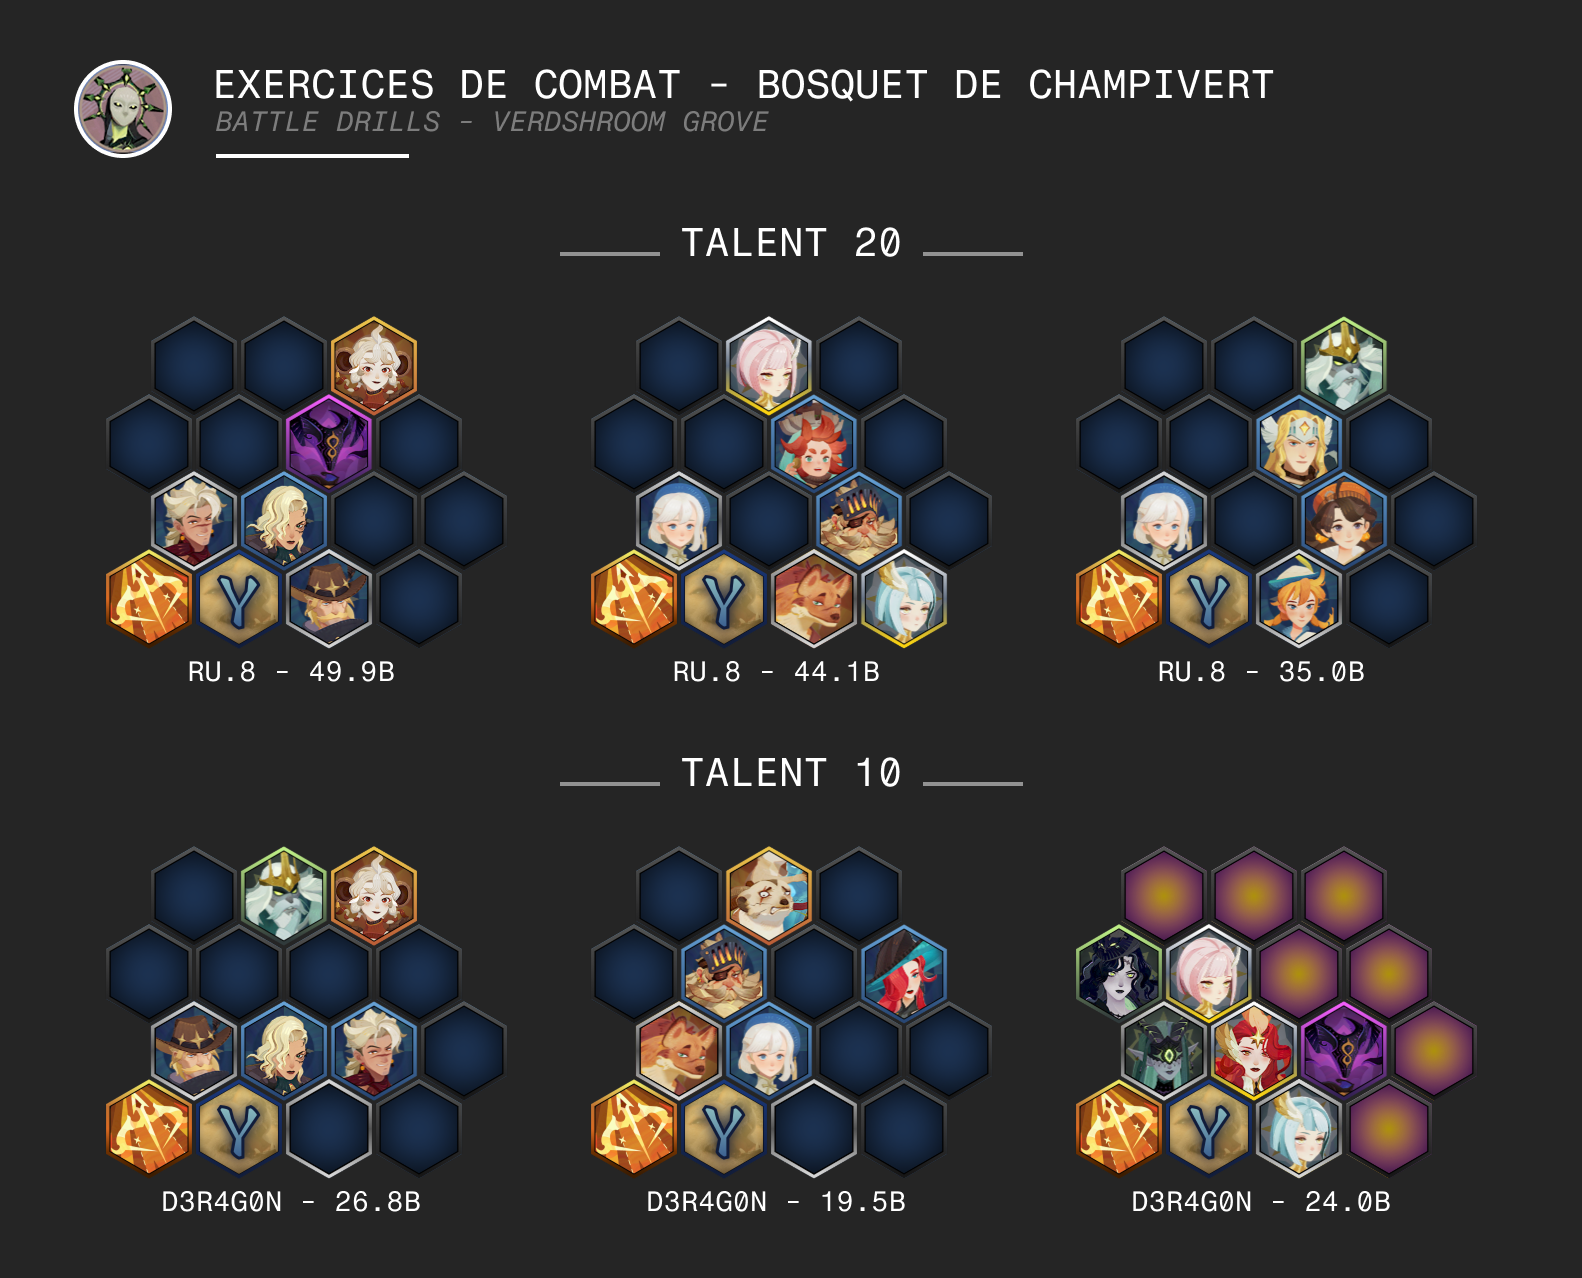 EXERCICES DE COMBAT - BOSQUET DE CHAMPIVERT
BATTLE DRILLS - VERDSHROOM GROVE
TALENT 20
RU.8 - 49.9B
RU.8 - 44.1B
RU.8 - 35.0B
TALENT 10
D3R4G0N - 26.8B
D3R4G0N - 19.5B
D3R4G0N - 24.0B